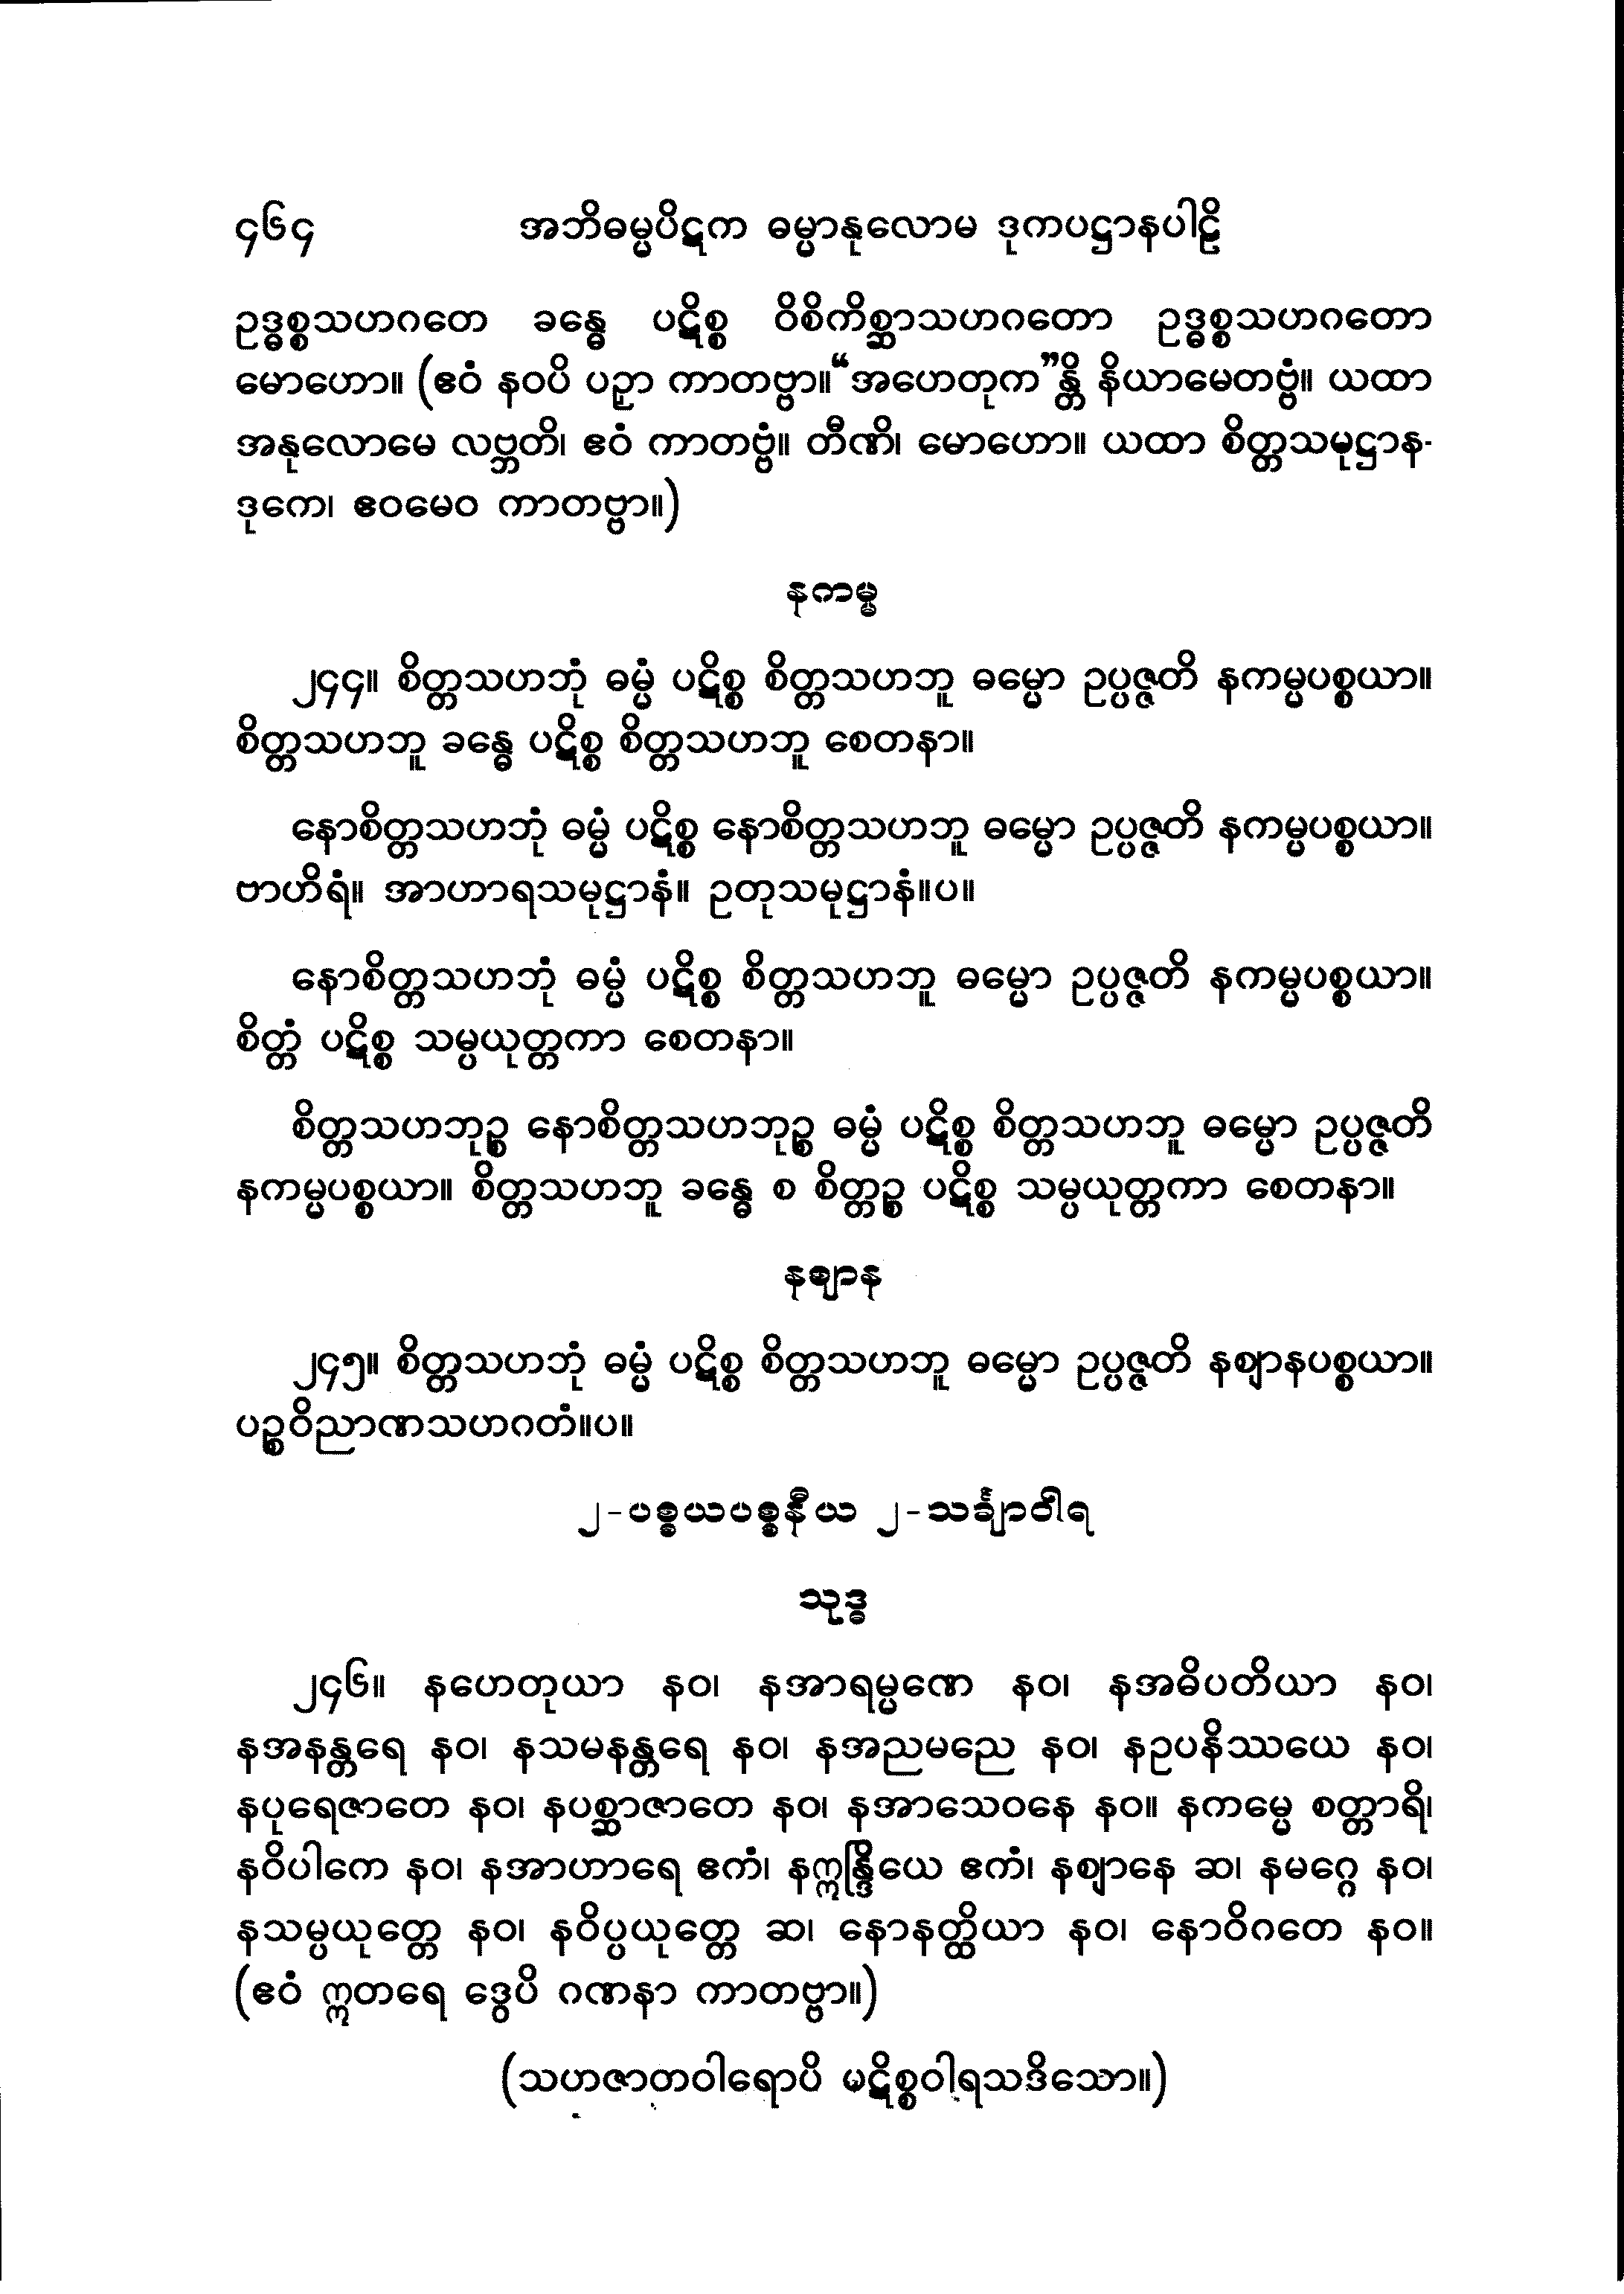 ၄၆၄ အဘိဓမ္မပိဋက ဓမ္မာနုလောမ ဒုကပဋ္ဌာနပါဠိ
ဥဒ္ဓစ္စသဟဂတေ ခန္ဓေ ပဋိစ္စ ဝိစိကိစ္ဆာသဟဂတော ဥဒ္ဓစ္စသဟဂတော
မောဟော။ (ဧဝံ နဝပိ ပဉှာ ကာတဗ္ဗာ။ “အဟေတုက”န္တိ နိယာမေတဗ္ဗံ။ ယထာ
အနုလောမေ လဗ္ဘတိ၊ ဧဝံ ကာတဗ္ဗံ။ တီဏိ၊ မောဟော။ ယထာ စိတ္တသမုဋ္ဌာန-
ဒုကေ၊ ဧဝမေဝ ကာတဗ္ဗာ။)
နကမ္မ
၂၄၄။ စိတ္တသဟဘုံ ဓမ္မံ ပဋိစ္စ စိတ္တသဟဘူ ဓမ္မော ဥပ္ပဇ္ဇတိ နကမ္မပစ္စယာ။
စိတ္တသဟဘူ ခန္ဓေ ပဋိစ္စ စိတ္တသဟဘူ စေတနာ။
နောစိတ္တသဟဘုံ ဓမ္မံ ပဋိစ္စ နောစိတ္တသဟဘူ ဓမ္မော ဥပ္ပဇ္ဇတိ နကမ္မပစ္စယာ။
ဗာဟိရံ။ အာဟာရသမုဋ္ဌာနံ။ ဥတုသမုဋ္ဌာနံ။ပ။
နောစိတ္တသဟဘုံ ဓမ္မံ ပဋိစ္စ စိတ္တသဟဘူ ဓမ္မော ဥပ္ပဇ္ဇတိ နကမ္မပစ္စယာ။
စိတ္တံ ပဋိစ္စ သမ္ပယုတ္တကာ စေတနာ။
စိတ္တသဟဘုဉ္စ နောစိတ္တသဟဘုဉ္စ ဓမ္မံ ပဋိစ္စ စိတ္တသဟဘူ ဓမ္မော ဥပ္ပဇ္ဇတိ
နကမ္မပစ္စယာ။ စိတ္တသဟဘူ ခန္ဓေ စ စိတ္တဉ္စ ပဋိစ္စ သမ္ပယုတ္တကာ စေတနာ။
နဈာန
၂၄၅။ စိတ္တသဟဘုံ ဓမ္မံ ပဋိစ္စ စိတ္တသဟဘူ ဓမ္မော ဥပ္ပဇ္ဇတိ နဈာနပစ္စယာ။
ပဉ္စဝိညာဏသဟဂတံ။ပ။
၂-ပစ္စယပစ္စနီယ ၂-သင်္ချာဝါရ
သုဒ္ဓ
၂၄၆။ နဟေတုယာ နဝ၊ နအာရမ္မဏေ နဝ၊ နအဓိပတိယာ နဝ၊
နအနန္တရေ နဝ၊ နသမနန္တရေ နဝ၊ နအညမညေ နဝ၊ နဥပနိဿယေ နဝ၊
နပုရေဇာတေ နဝ၊ နပစ္ဆာဇာတေ နဝ၊ နအာသေဝနေ နဝ။ နကမ္မေ စတ္တာရိ၊
နဝိပါကေ နဝ၊ နအာဟာရေ ဧကံ၊ နဣန္ဒြိယေ ဧကံ၊ နဈာနေ ဆ၊ နမဂ္ဂေ နဝ၊
နသမ္ပယုတ္တေ နဝ၊ နဝိပ္ပယုတ္တေ ဆ၊ နောနတ္ထိယာ နဝ၊ နောဝိဂတေ နဝ။
(ဧဝံ ဣတရေ ဒွေပိ ဂဏနာ ကာတဗ္ဗာ။)
(သဟဇာတဝါရောပိ ပဋိစ္စဝါရသဒိသော။)